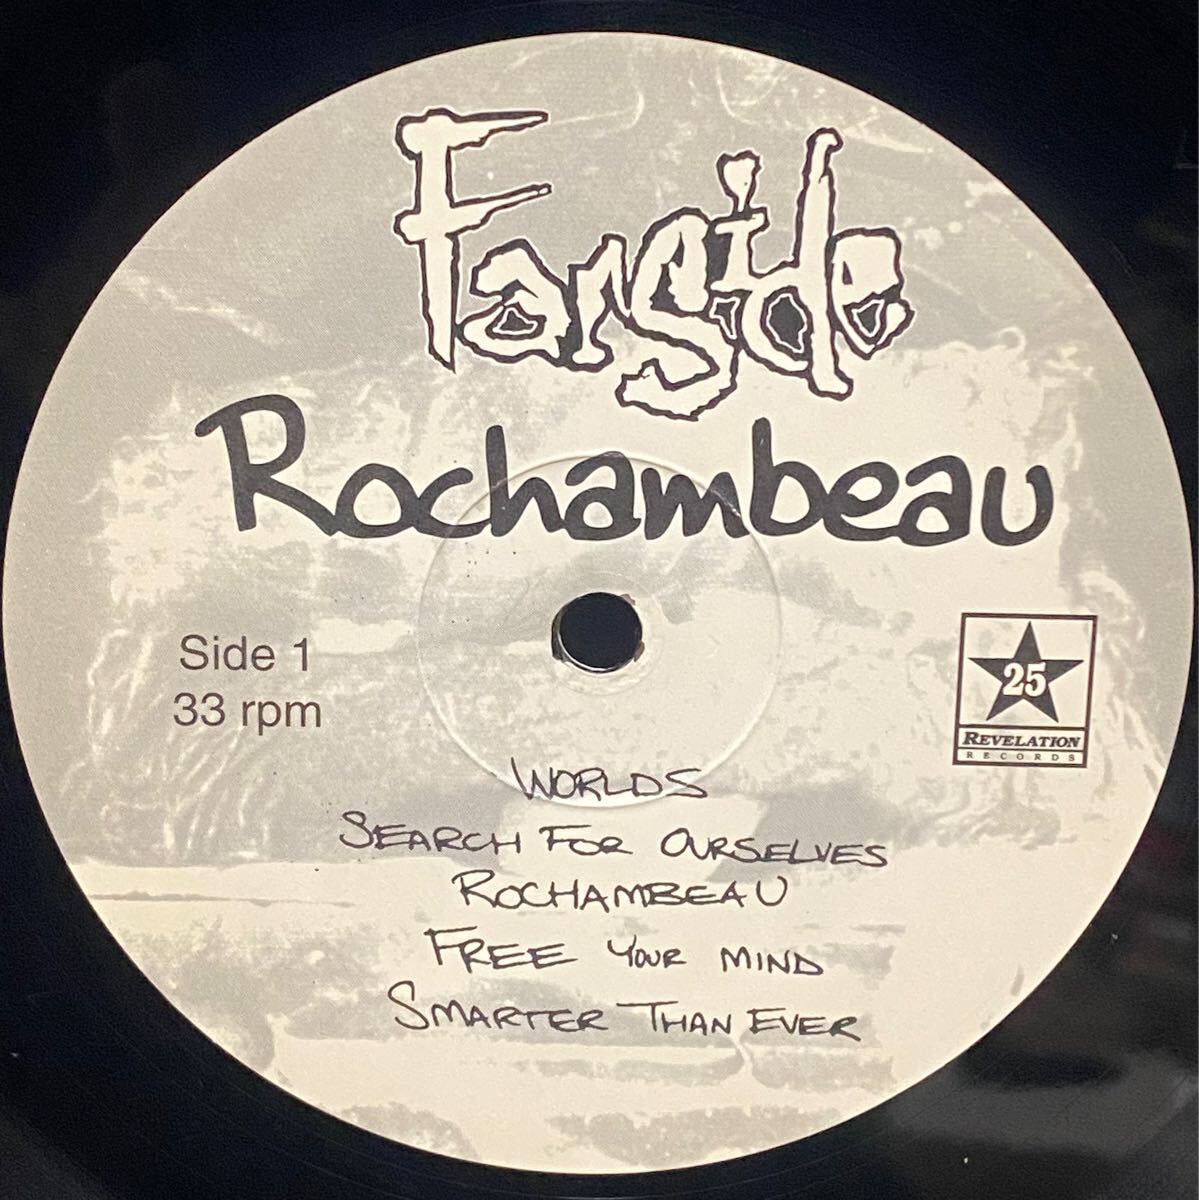 Farside
Rochambeau
Side 1
33 rpm
25
REVELATION
RECORDS
WORLDS
SEARCH FOR OURSELVES
ROCHAMBEAU
FREE YOUR MIND
SMARTER THAN EVER